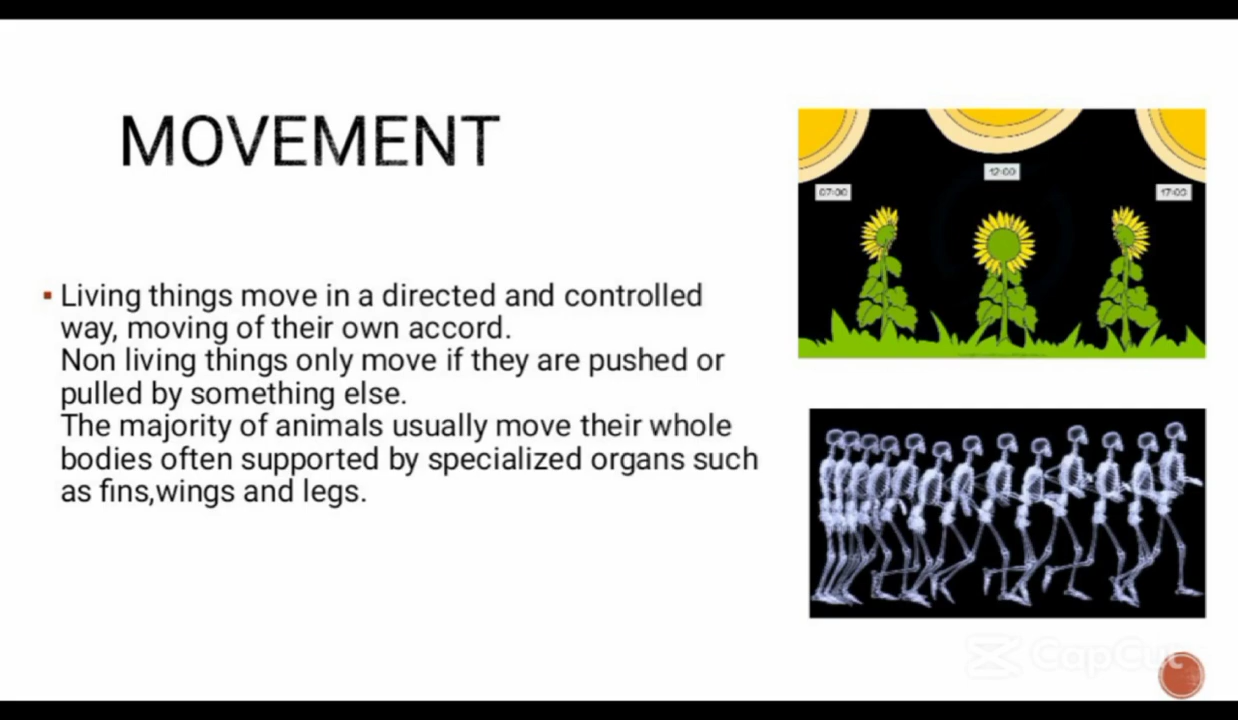 MOVEMENT
07:00
12:00
17:00
▪ Living things move in a directed and controlled
way, moving of their own accord.
Non living things only move if they are pushed or
pulled by something else.
The majority of animals usually move their whole
bodies often supported by specialized organs such
as fins,wings and legs.
CapCut